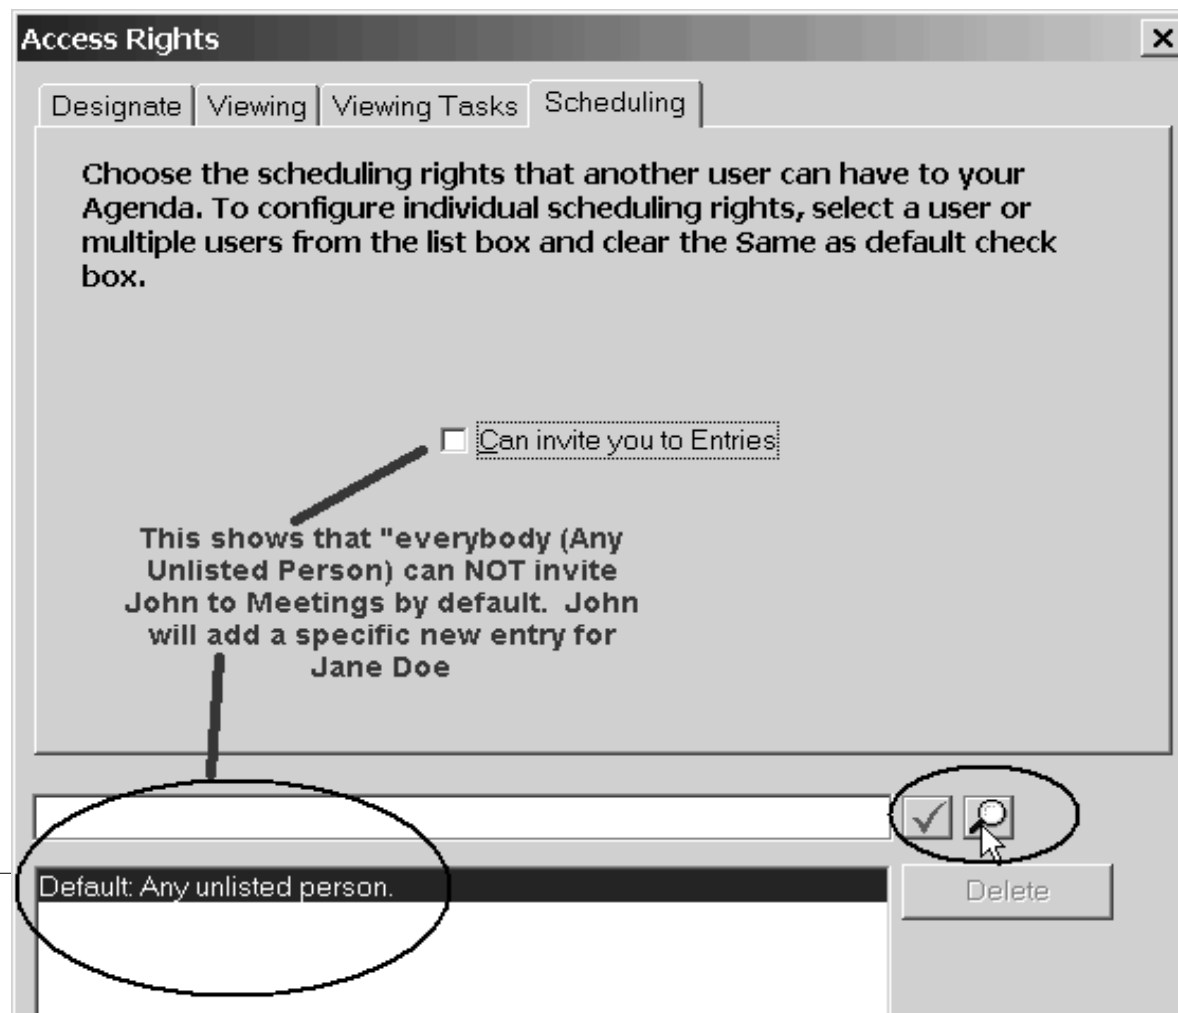 Access Rights
Designate Viewing Viewing Tasks Scheduling
Choose the scheduling rights that another user can have to your
Agenda. To configure individual scheduling rights, select a user or
multiple users from the list box and clear the Same as default check
box.
Can invite you to Entries
This shows that "everybody (Any
Unlisted Person) can NOT invite
John to Meetings by default. John
will add a specific new entry for
Jane Doe
Default: Any unlisted person.
Delete